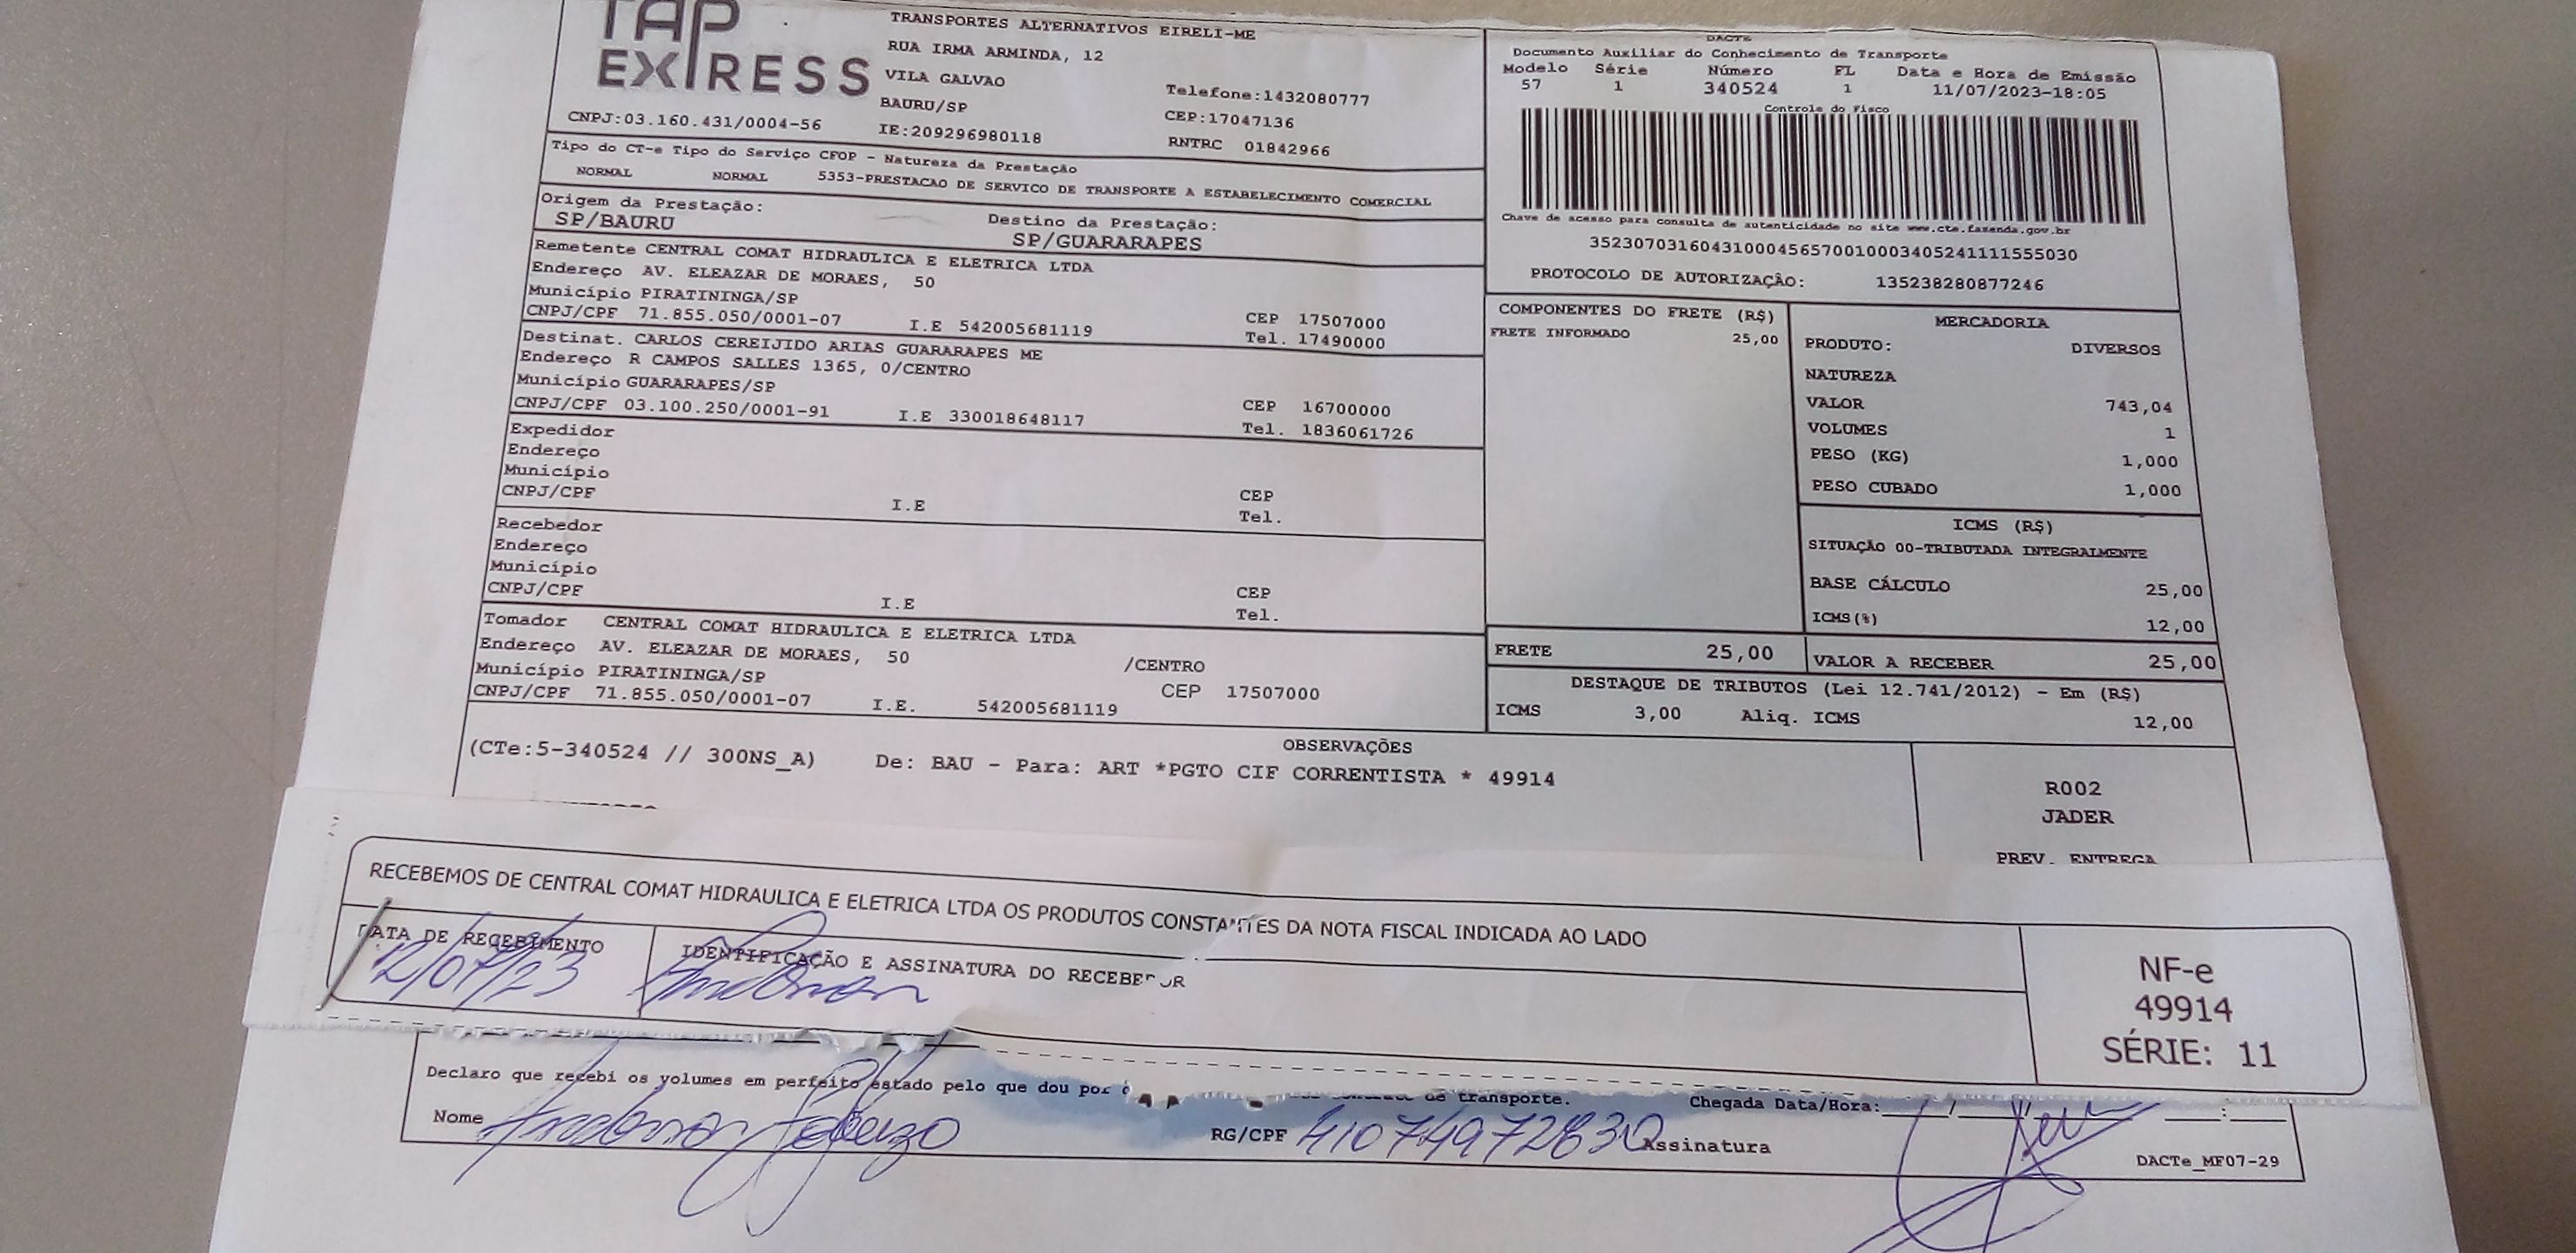 TAP
EXPRESS
TRANSPORTES ALTERNATIVOS EIRELI-ME
RUA IRMA ARMINDA, 12
VILA GALVAO
Telefone:1432080777
BAURU/SP
CEP:17047136
CNPJ:03.160.431/0004-56
IE:209296980118
RNTRC 01842966
DACTE
Documento Auxiliar do Conhecimento de Transporte
Modelo Série Número FL Data e Hora de Emissão
57 1 340524 1 11/07/2023-18:05
Controle do Fisco
Chave de acesso para consulta de autenticidade no site www.cte.fazenda.gov.br
35230703160431000456570010003405241111555030
PROTOCOLO DE AUTORIZAÇÃO: 135238280877246
Tipo do CT-e Tipo do Serviço CFOP - Natureza da Prestação
NORMAL NORMAL 5353-PRESTACAO DE SERVICO DE TRANSPORTE A ESTABELECIMENTO COMERCIAL
Origem da Prestação: Destino da Prestação:
SP/BAURU SP/GUARARAPES
Remetente CENTRAL COMAT HIDRAULICA E ELETRICA LTDA
Endereço AV. ELEAZAR DE MORAES, 50
Município PIRATININGA/SP CEP 17507000
CNPJ/CPF 71.855.050/0001-07 I.E 542005681119 Tel. 17490000
Destinat. CARLOS CEREIJIDO ARIAS GUARARAPES ME
Endereço R CAMPOS SALLES 1365, 0/CENTRO
Município GUARARAPES/SP CEP 16700000
CNPJ/CPF 03.100.250/0001-91 I.E 330018648117 Tel. 1836061726
Expedidor
Endereço
Município CEP
CNPJ/CPF I.E Tel.
Recebedor
Endereço
Município CEP
CNPJ/CPF I.E Tel.
Tomador CENTRAL COMAT HIDRAULICA E ELETRICA LTDA
Endereço AV. ELEAZAR DE MORAES, 50 /CENTRO
Município PIRATININGA/SP CEP 17507000
CNPJ/CPF 71.855.050/0001-07 I.E. 542005681119
COMPONENTES DO FRETE (R$)
FRETE INFORMADO 25,00
MERCADORIA
PRODUTO: DIVERSOS
NATUREZA
VALOR 743,04
VOLUMES 1
PESO (KG) 1,000
PESO CUBADO 1,000
ICMS (R$)
SITUAÇÃO 00-TRIBUTADA INTEGRALMENTE
BASE CÁLCULO 25,00
ICMS(%) 12,00
FRETE 25,00 VALOR A RECEBER 25,00
DESTAQUE DE TRIBUTOS (Lei 12.741/2012) - Em (R$)
ICMS 3,00 Aliq. ICMS 12,00
OBSERVAÇÕES
(CTe:5-340524 // 300NS_A) De: BAU - Para: ART *PGTO CIF CORRENTISTA * 49914
R002
JADER
PREV. ENTREGA
RECEBEMOS DE CENTRAL COMAT HIDRAULICA E ELETRICA LTDA OS PRODUTOS CONSTANTES DA NOTA FISCAL INDICADA AO LADO
DATA DE RECEBIMENTO IDENTIFICAÇÃO E ASSINATURA DO RECEBEDOR
12/07/23 Anderson
NF-e
49914
SÉRIE: 11
Declaro que recebi os volumes em perfeito estado pelo que dou por de transporte. Chegada Data/Hora:
Nome Anderson RG/CPF 41074972830 Assinatura
DACTe_MF07-29